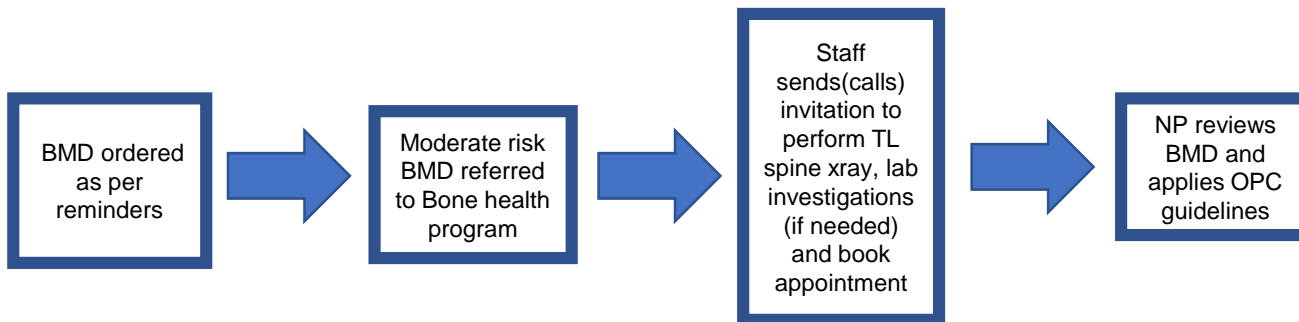 BMD ordered
as per
reminders
Moderate risk
BMD referred
to Bone health
program
Staff
sends(calls)
invitation to
perform TL
spine xray, lab
investigations
(if needed)
and book
appointment
NP reviews
BMD and
applies OPC
guidelines